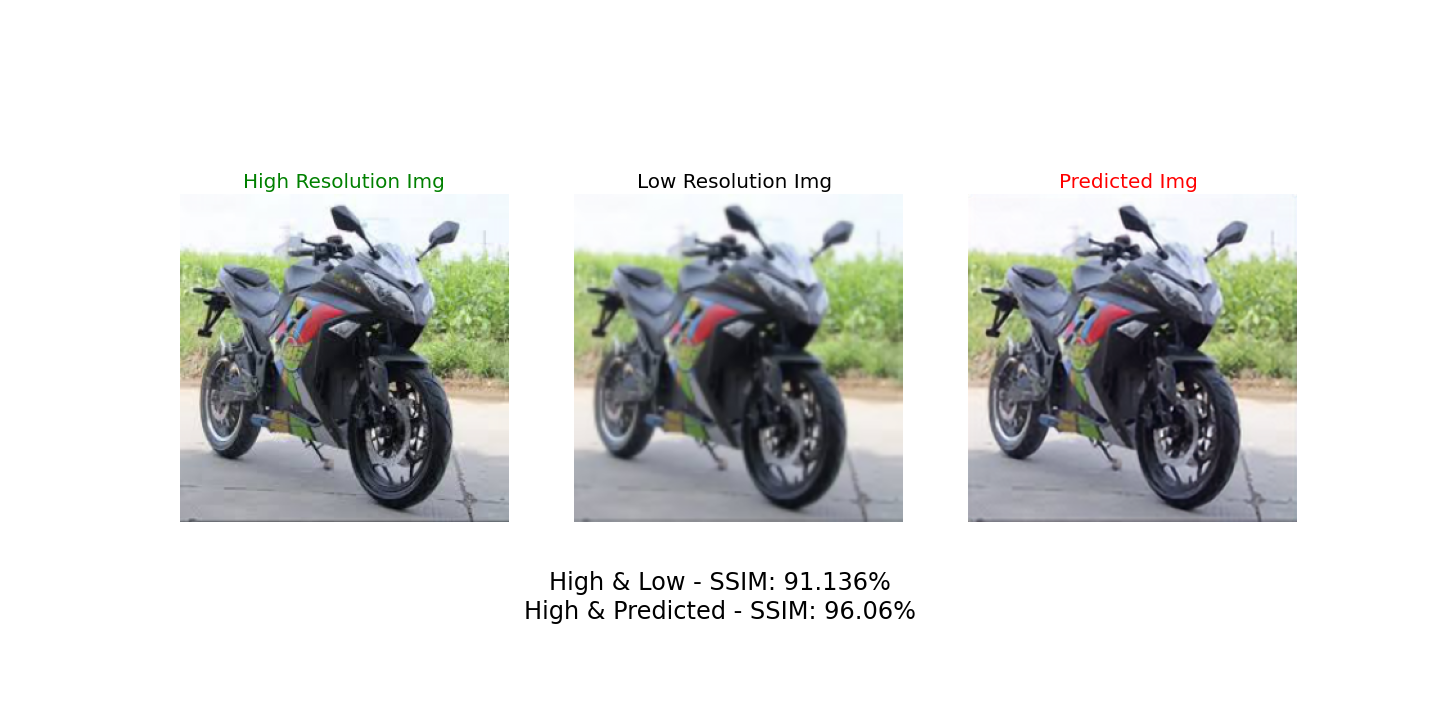 High Resolution Img
Low Resolution Img
Predicted Img
High & Low - SSIM: 91.136%
High & Predicted - SSIM: 96.06%